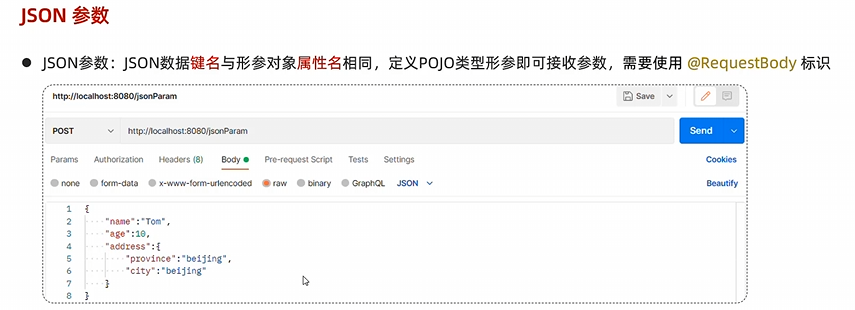 JSON 参数
● JSON参数：JSON数据键名与形参对象属性名相同，定义POJO类型形参即可接收参数，需要使用 @RequestBody 标识
http://localhost:8080/jsonParam Save
POST http://localhost:8080/jsonParam Send
Params Authorization Headers (8) Body Pre-request Script Tests Settings Cookies
none form-data x-www-form-urlencoded raw binary GraphQL JSON Beautify
1 {
2 "name":"Tom",
3 "age":10,
4 "address":{
5 "province":"beijing",
6 "city":"beijing"
7 }
8 }